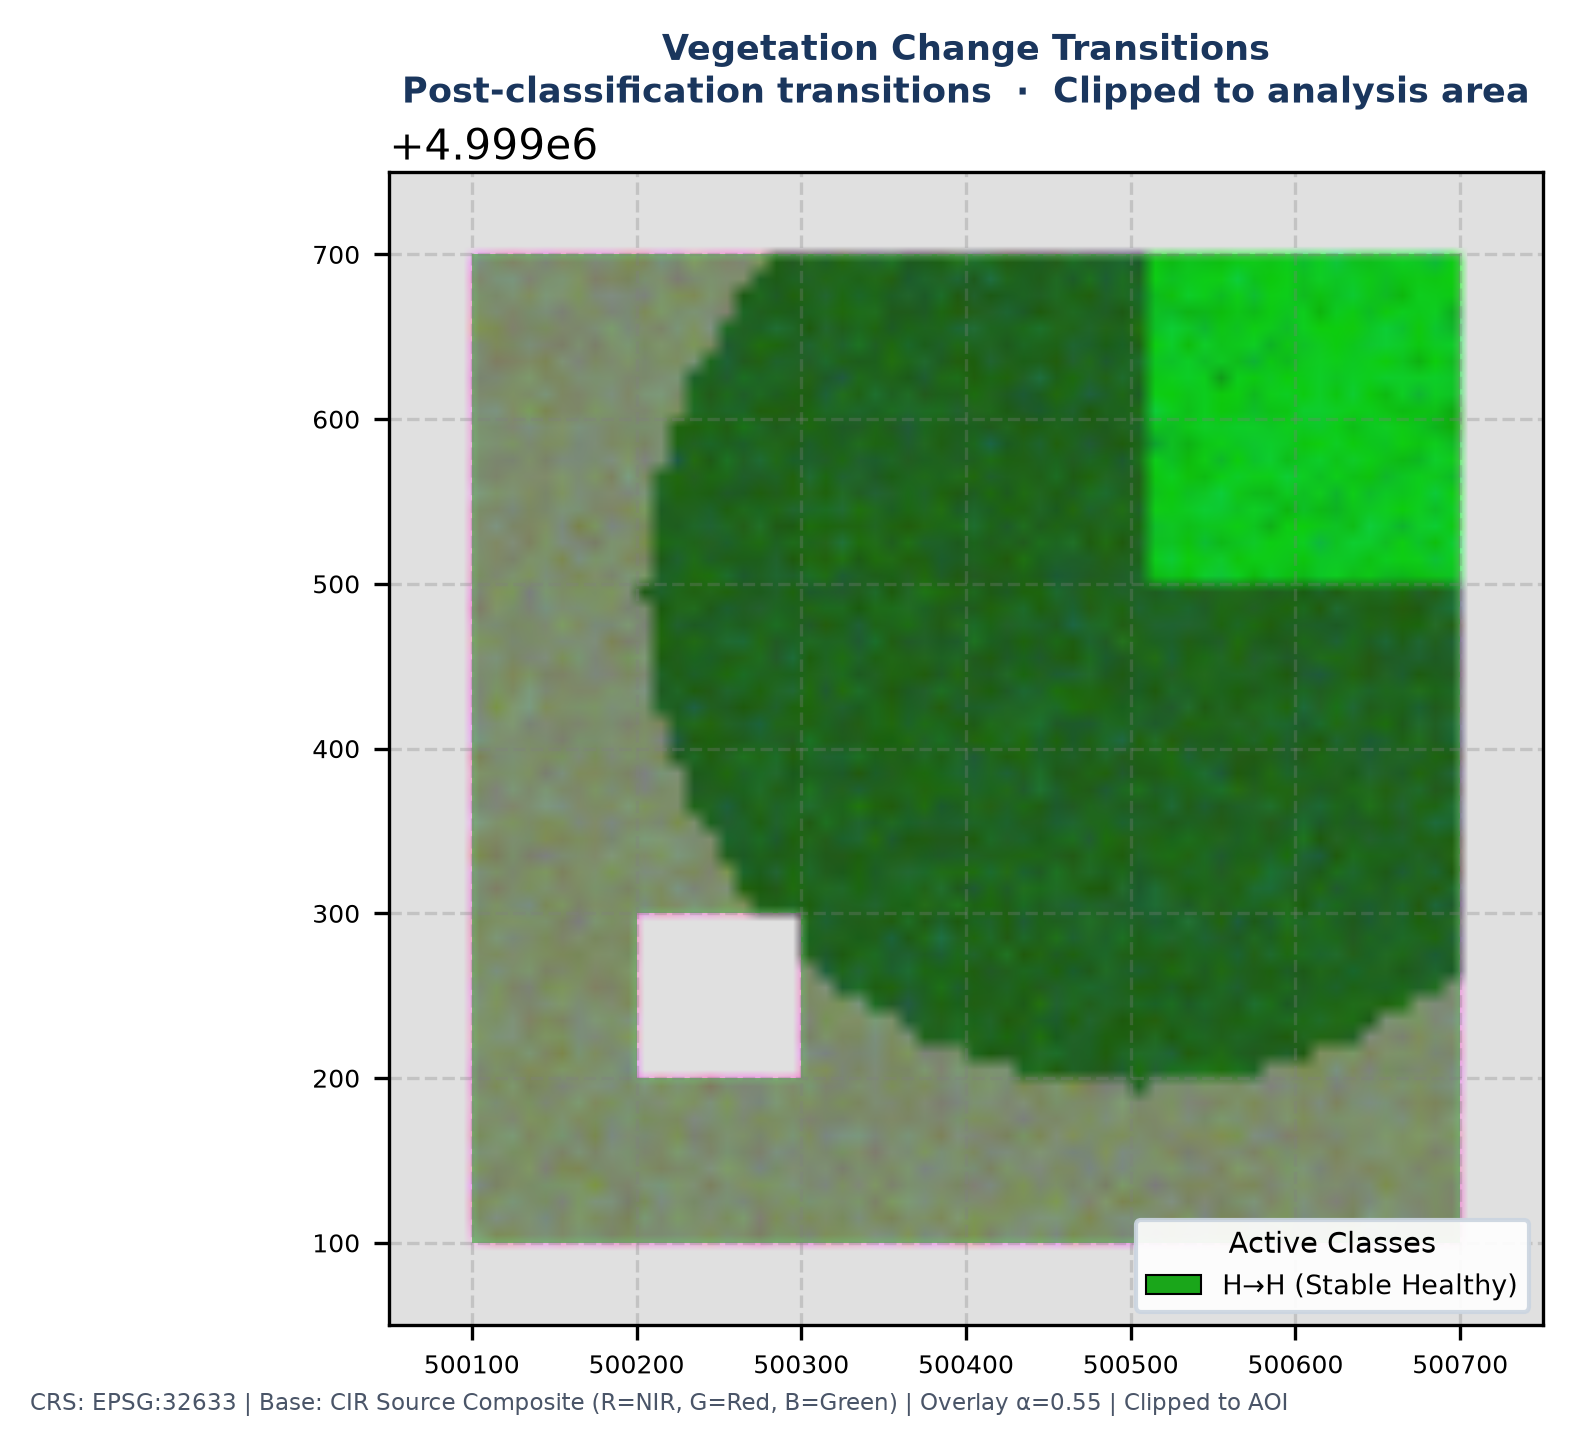 Vegetation Change Transitions
Post-classification transitions · Clipped to analysis area
+4.999e6
700
600
500
400
300
200
100
Active Classes
H→H (Stable Healthy)
500100 500200 500300 500400 500500 500600 500700
CRS: EPSG:32633 | Base: CIR Source Composite (R=NIR, G=Red, B=Green) | Overlay α=0.55 | Clipped to AOI